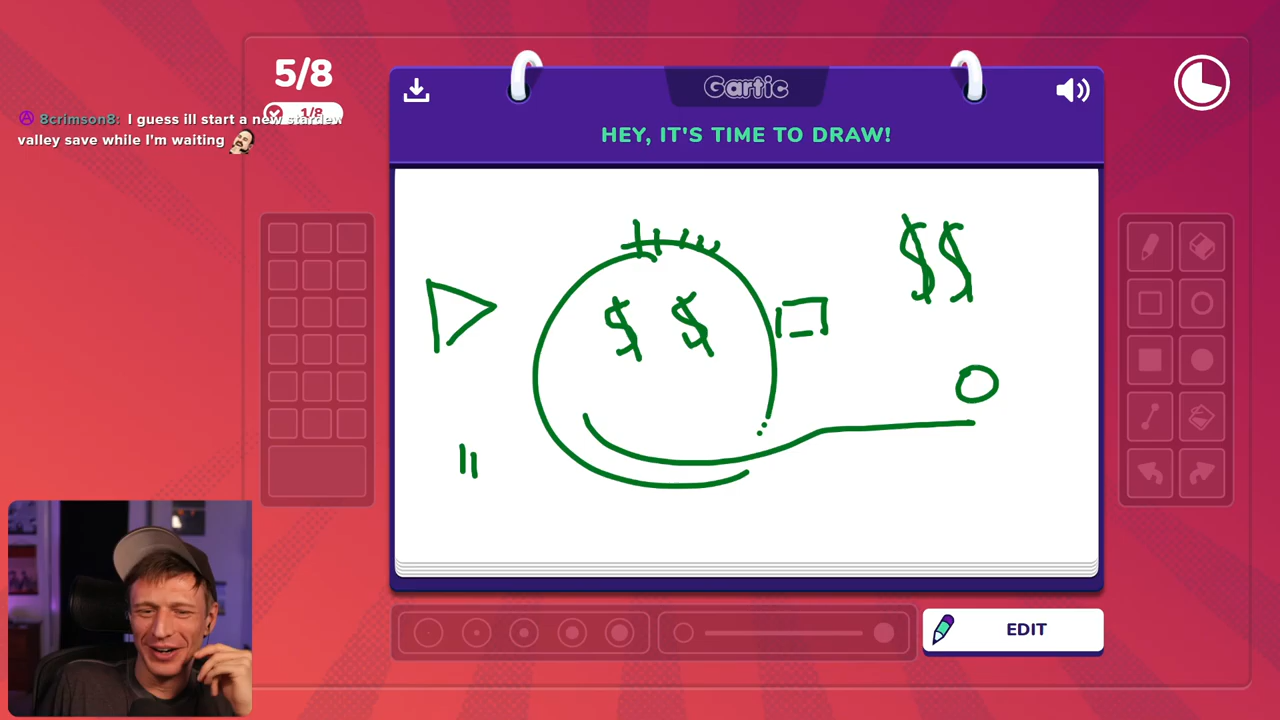 5/8
1/8
8crimson8: I guess ill start a new stardew
valley save while I'm waiting
Gartic
HEY, IT'S TIME TO DRAW!
$$
$ $
EDIT